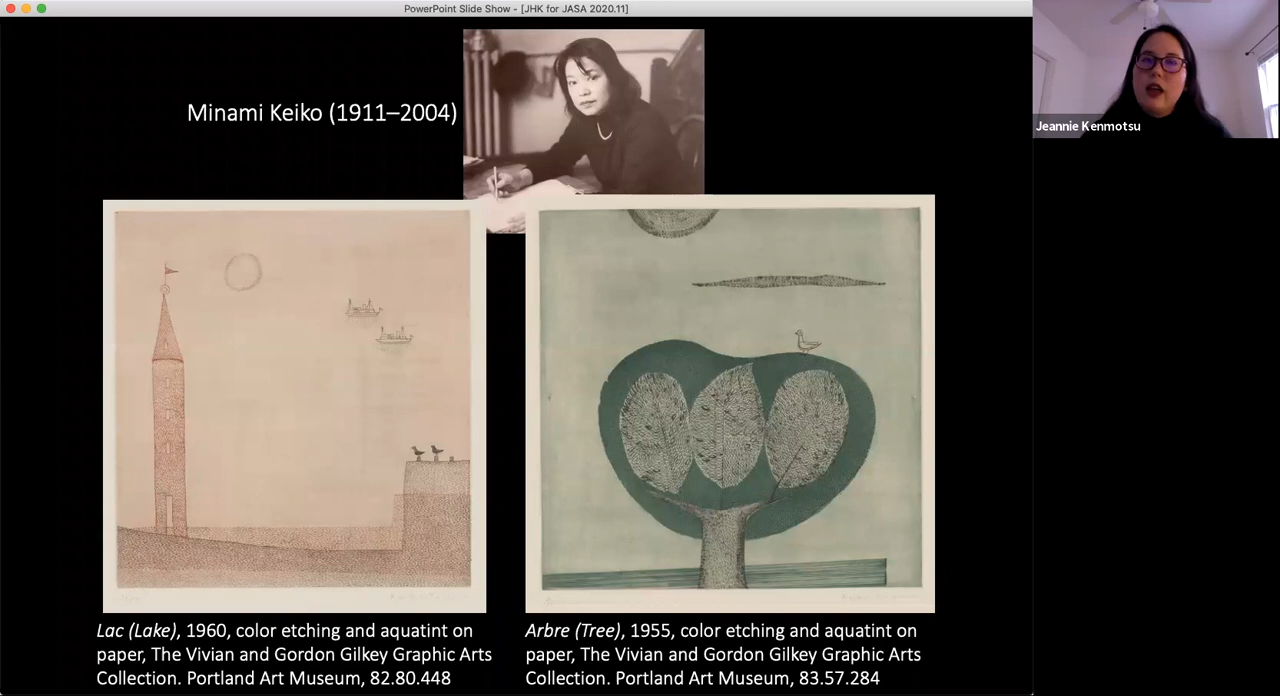 PowerPoint Slide Show - [JHK for JASA 2020.11]
Minami Keiko (1911–2004)
Jeannie Kenmotsu
Lac (Lake), 1960, color etching and aquatint on
paper, The Vivian and Gordon Gilkey Graphic Arts
Collection. Portland Art Museum, 82.80.448
Arbre (Tree), 1955, color etching and aquatint on
paper, The Vivian and Gordon Gilkey Graphic Arts
Collection. Portland Art Museum, 83.57.284